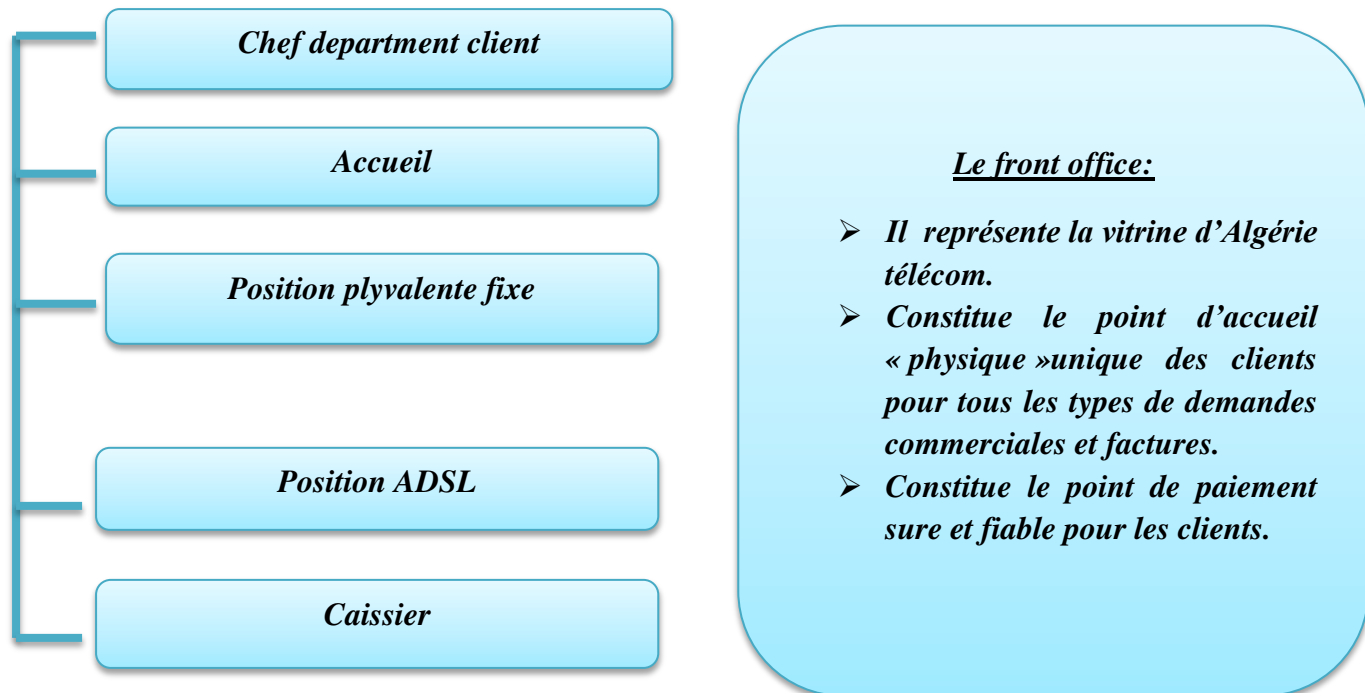 Chef department client
Accueil
Position plyvalente fixe
Position ADSL
Caissier
Le front office:
➢ Il représente la vitrine d’Algérie
télécom.
➢ Constitue le point d’accueil
« physique »unique des clients
pour tous les types de demandes
commerciales et factures.
➢ Constitue le point de paiement
sure et fiable pour les clients.